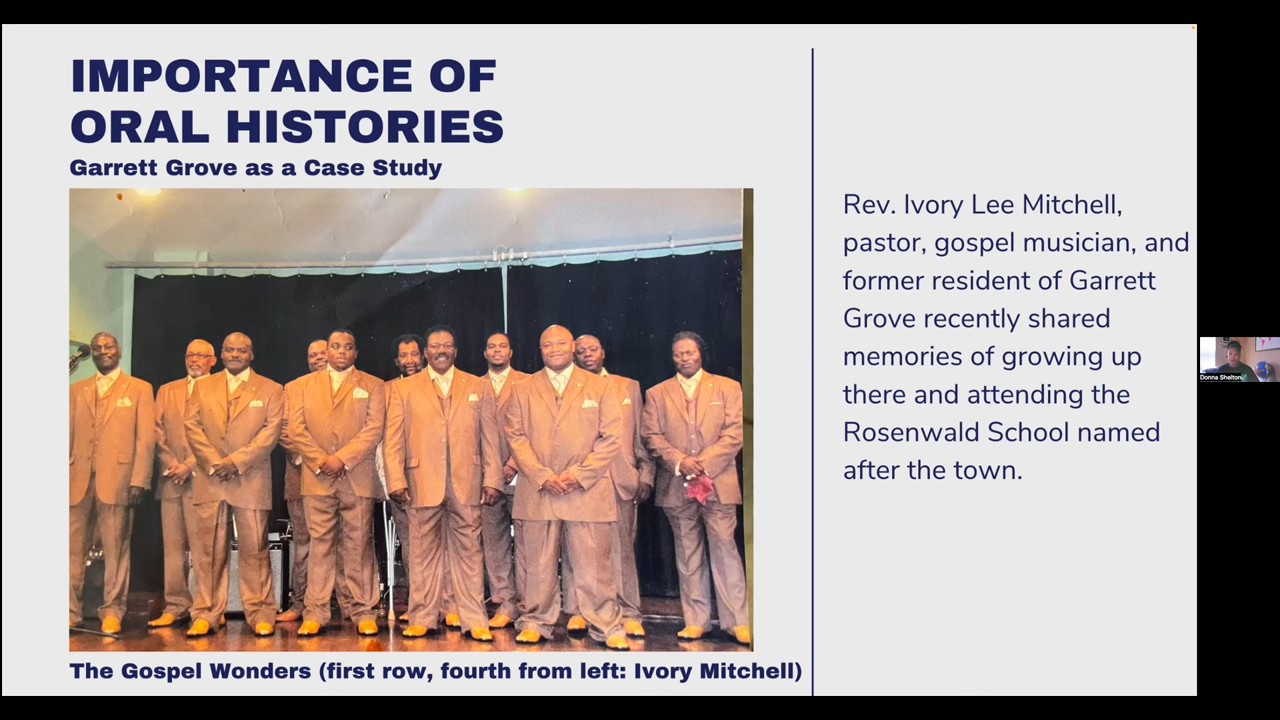 IMPORTANCE OF
ORAL HISTORIES
Garrett Grove as a Case Study
Rev. Ivory Lee Mitchell,
pastor, gospel musician, and
former resident of Garrett
Grove recently shared
memories of growing up
there and attending the
Rosenwald School named
after the town.
The Gospel Wonders (first row, fourth from left: Ivory Mitchell)
Donna Shelton